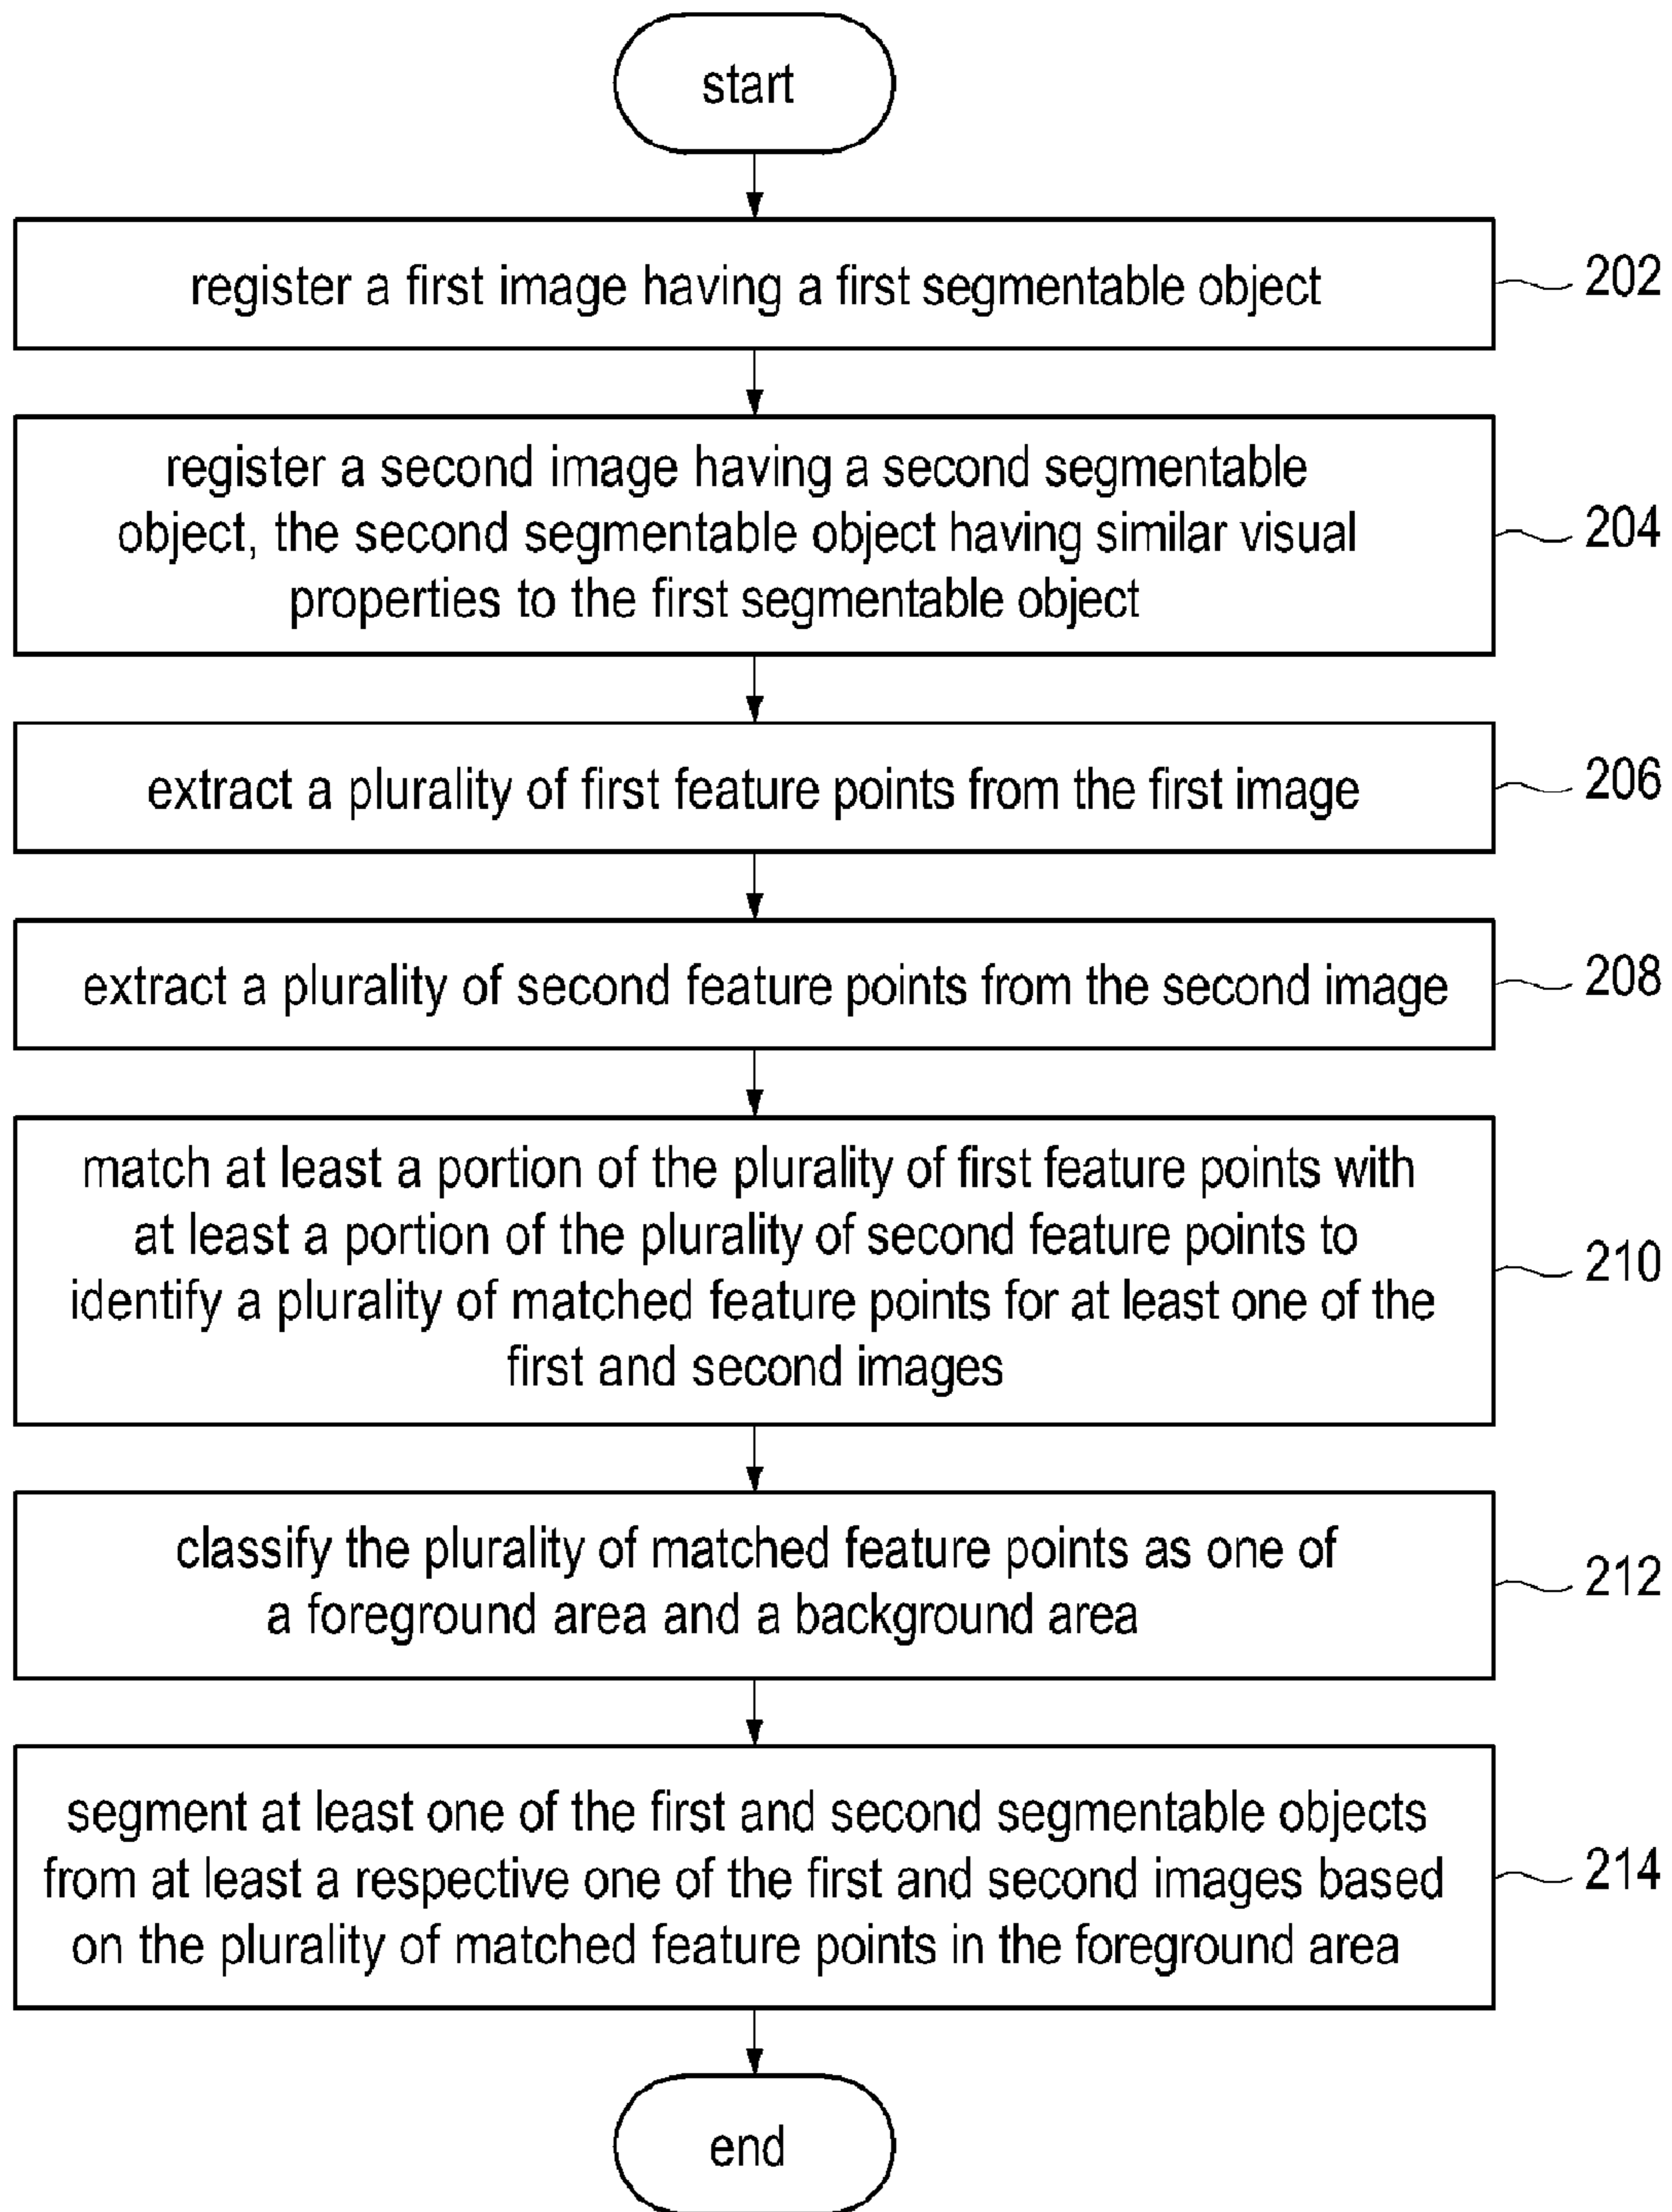 start
register a first image having a first segmentable object
202
register a second image having a second segmentable
object, the second segmentable object having similar visual
properties to the first segmentable object
204
extract a plurality of first feature points from the first image
206
extract a plurality of second feature points from the second image
208
match at least a portion of the plurality of first feature points with
at least a portion of the plurality of second feature points to
identify a plurality of matched feature points for at least one of the
first and second images
210
classify the plurality of matched feature points as one of
a foreground area and a background area
212
segment at least one of the first and second segmentable objects
from at least a respective one of the first and second images based
on the plurality of matched feature points in the foreground area
214
end